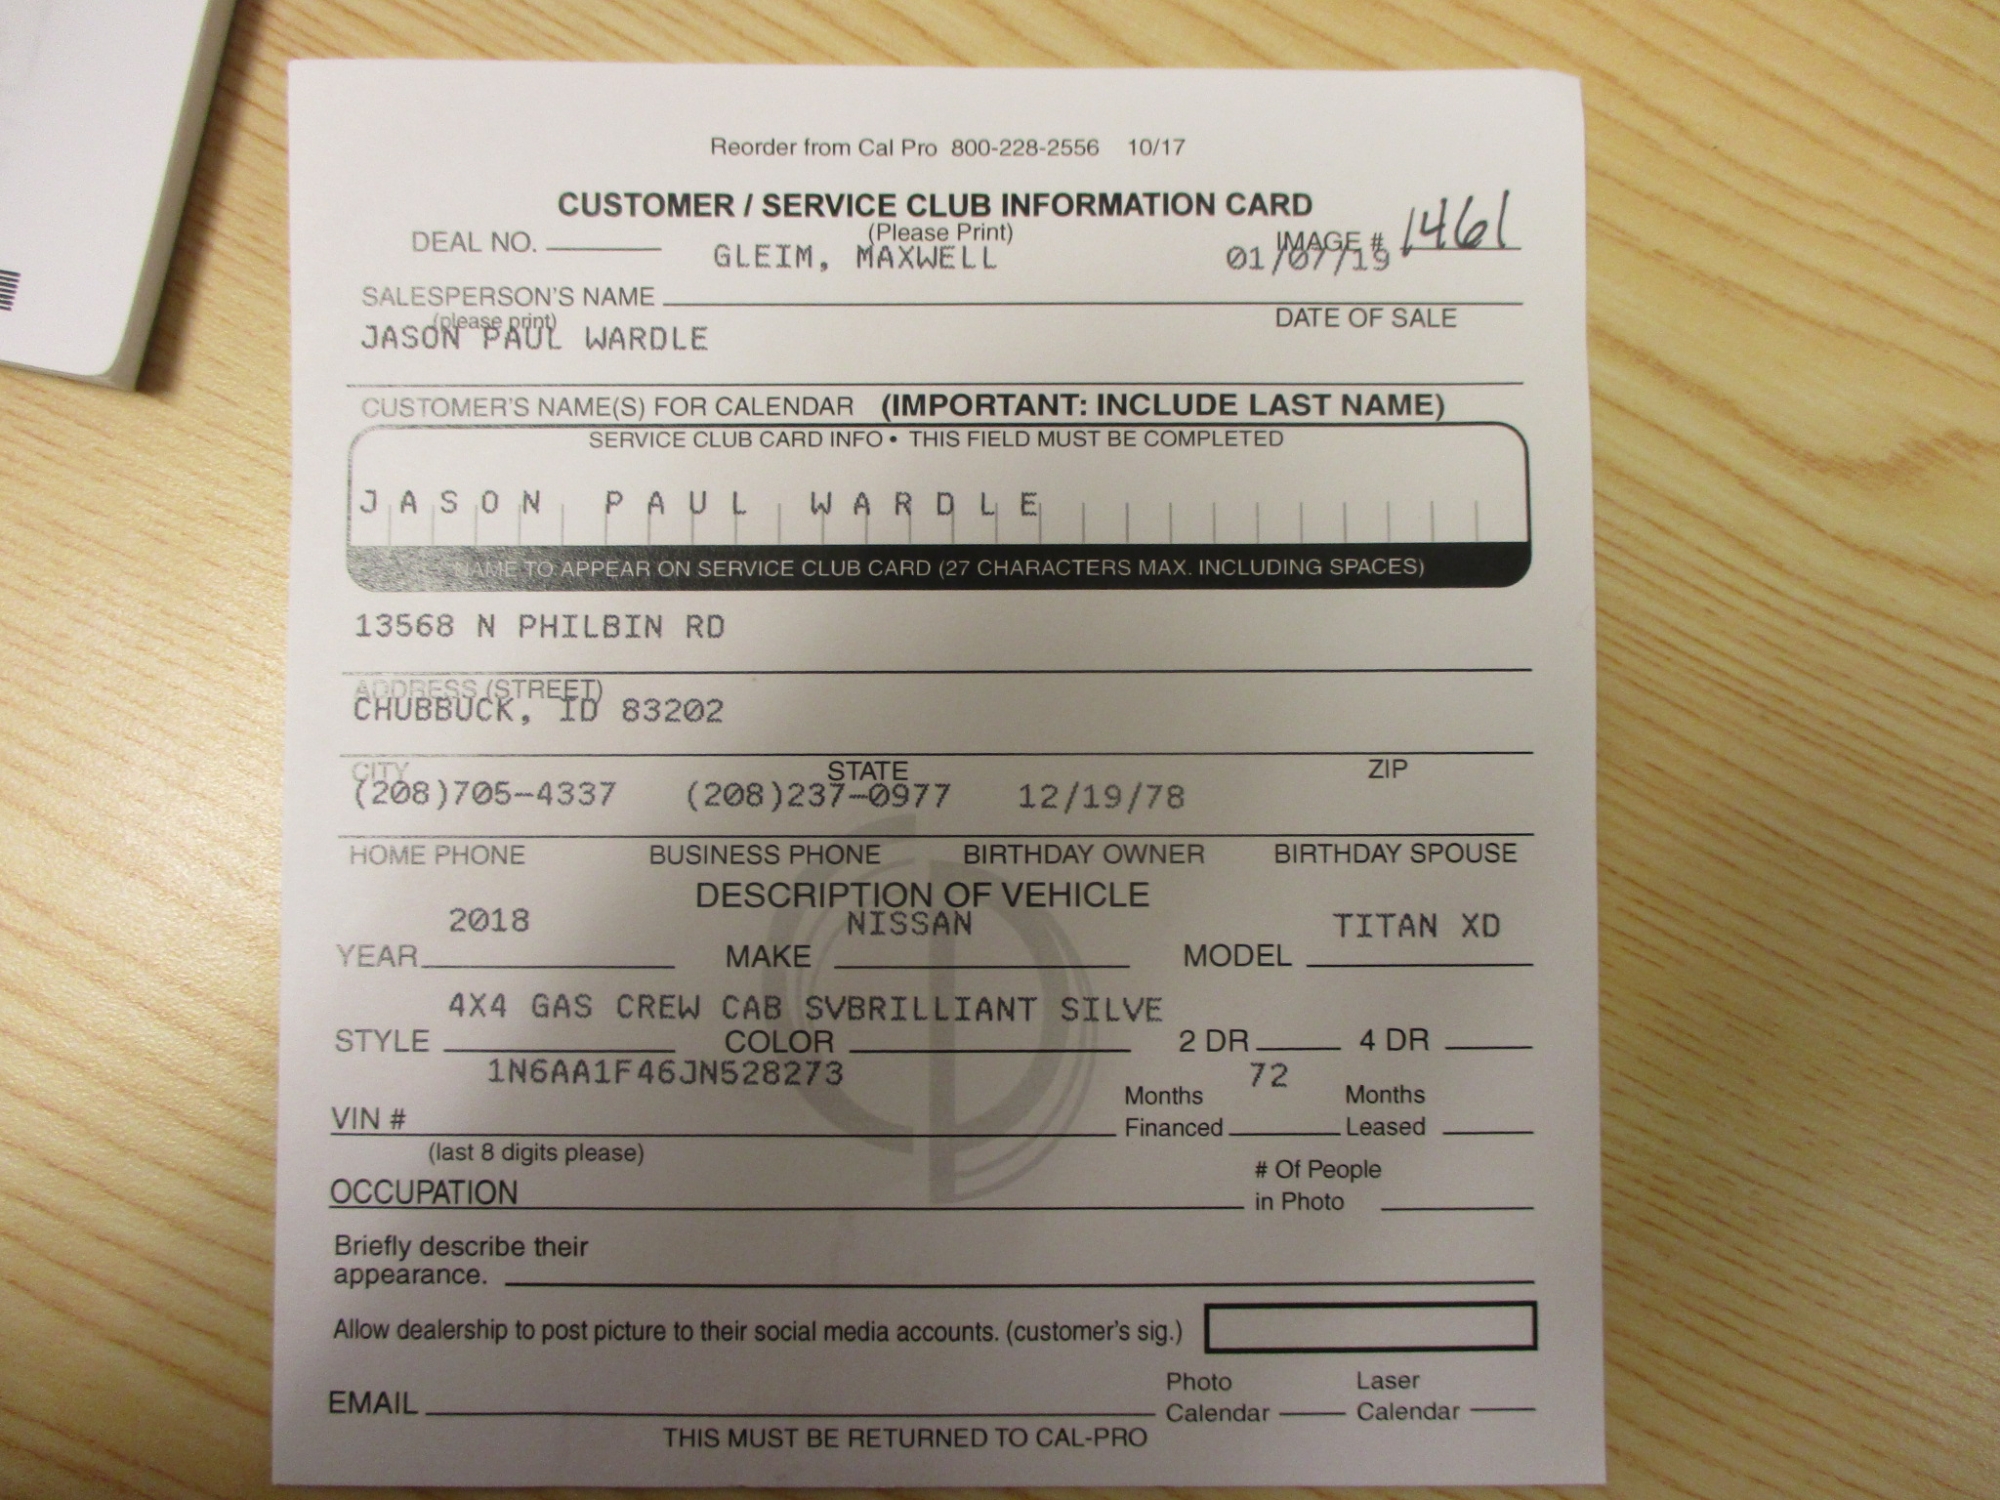 Reorder from Cal Pro 800-228-2556 10/17
CUSTOMER / SERVICE CLUB INFORMATION CARD
(Please Print)
DEAL NO. IMAGE # 1461
GLEIM, MAXWELL 01/07/19
SALESPERSON'S NAME
(please print) DATE OF SALE
JASON PAUL WARDLE
CUSTOMER'S NAME(S) FOR CALENDAR (IMPORTANT: INCLUDE LAST NAME)
SERVICE CLUB CARD INFO • THIS FIELD MUST BE COMPLETED
JASON PAUL WARDLE
NAME TO APPEAR ON SERVICE CLUB CARD (27 CHARACTERS MAX. INCLUDING SPACES)
13568 N PHILBIN RD
ADDRESS (STREET)
CHUBBUCK, ID 83202
CITY STATE ZIP
(208)705-4337 (208)237-0977 12/19/78
HOME PHONE BUSINESS PHONE BIRTHDAY OWNER BIRTHDAY SPOUSE
DESCRIPTION OF VEHICLE
2018 NISSAN TITAN XD
YEAR MAKE MODEL
4X4 GAS CREW CAB SVBRILLIANT SILVE
STYLE COLOR 2 DR 4 DR
1N6AA1F46JN528273 72
VIN # Months Financed Months Leased
(last 8 digits please)
OCCUPATION # Of People in Photo
Briefly describe their
appearance.
Allow dealership to post picture to their social media accounts. (customer's sig.)
EMAIL Photo Calendar Laser Calendar
THIS MUST BE RETURNED TO CAL-PRO